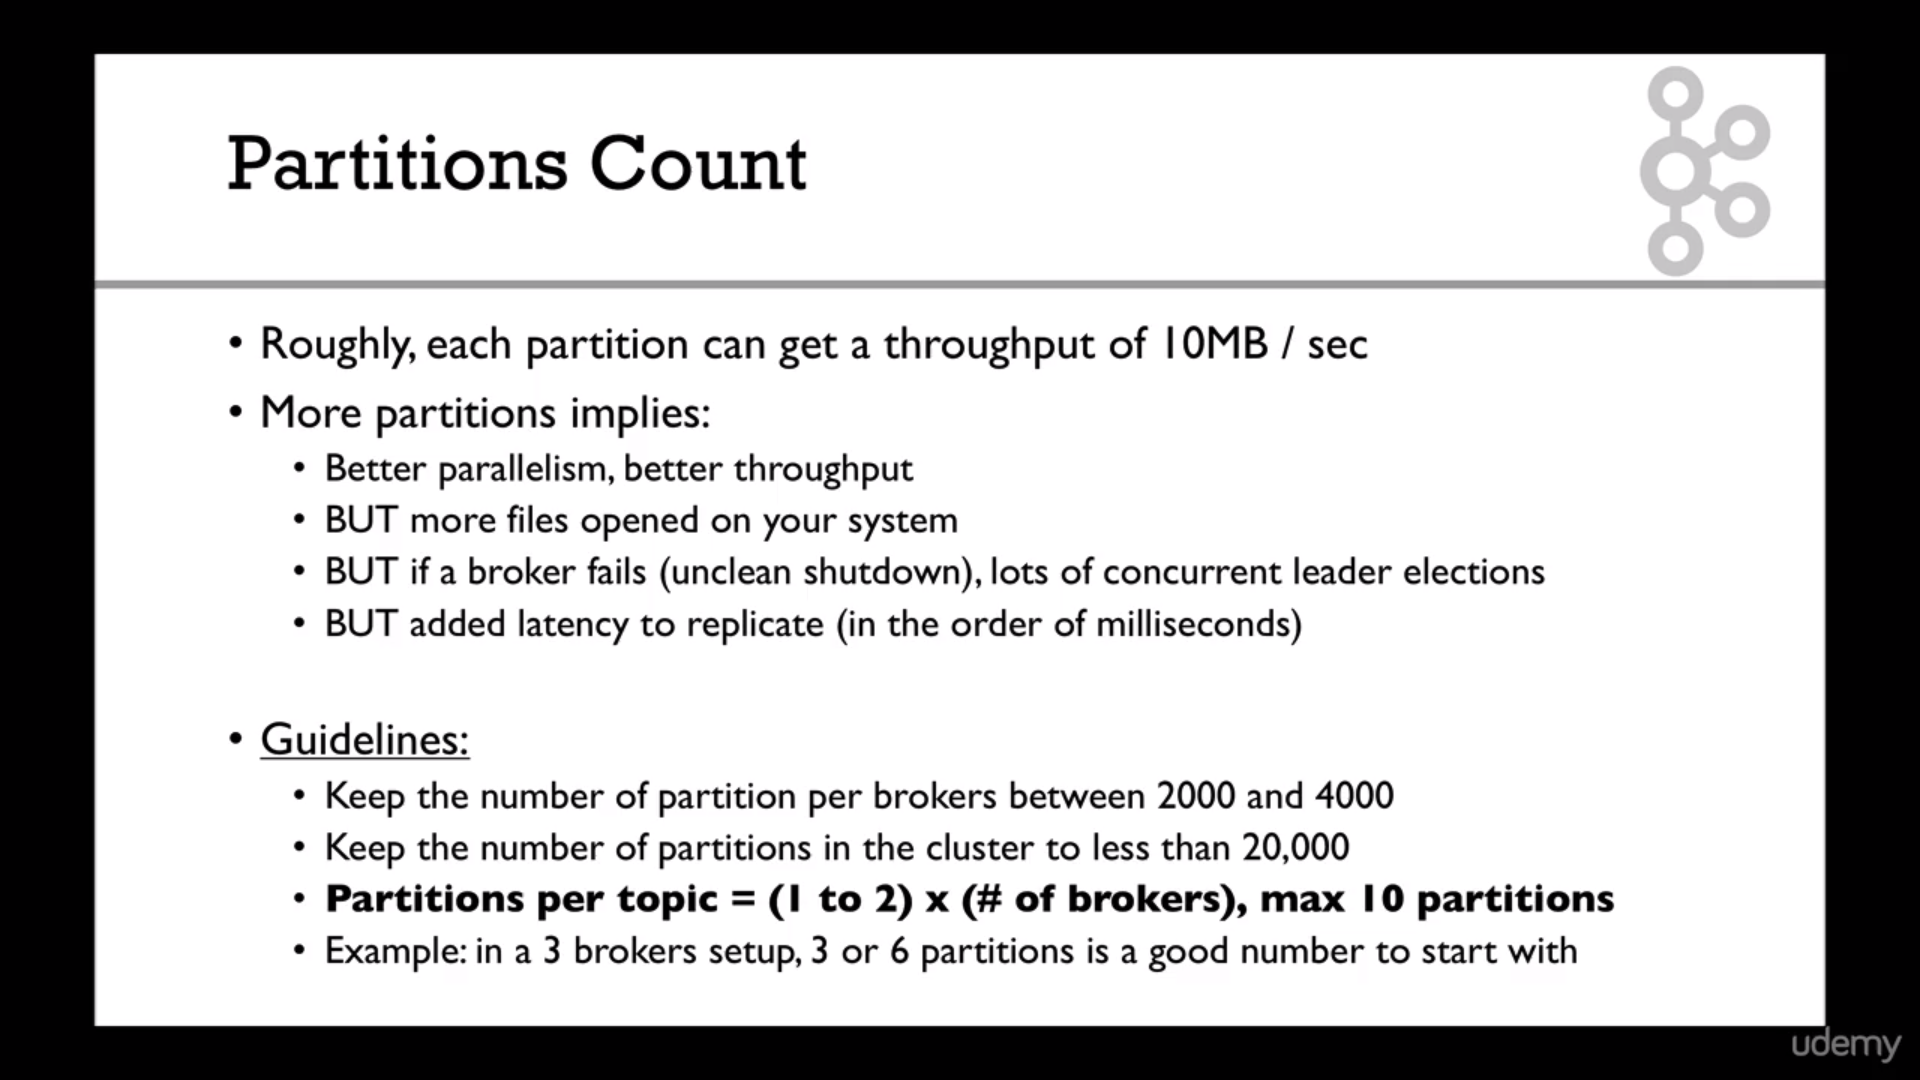 Partitions Count
• Roughly, each partition can get a throughput of 10MB / sec
• More partitions implies:
• Better parallelism, better throughput
• BUT more files opened on your system
• BUT if a broker fails (unclean shutdown), lots of concurrent leader elections
• BUT added latency to replicate (in the order of milliseconds)
• Guidelines:
• Keep the number of partition per brokers between 2000 and 4000
• Keep the number of partitions in the cluster to less than 20,000
• Partitions per topic = (1 to 2) x (# of brokers), max 10 partitions
• Example: in a 3 brokers setup, 3 or 6 partitions is a good number to start with
udemy